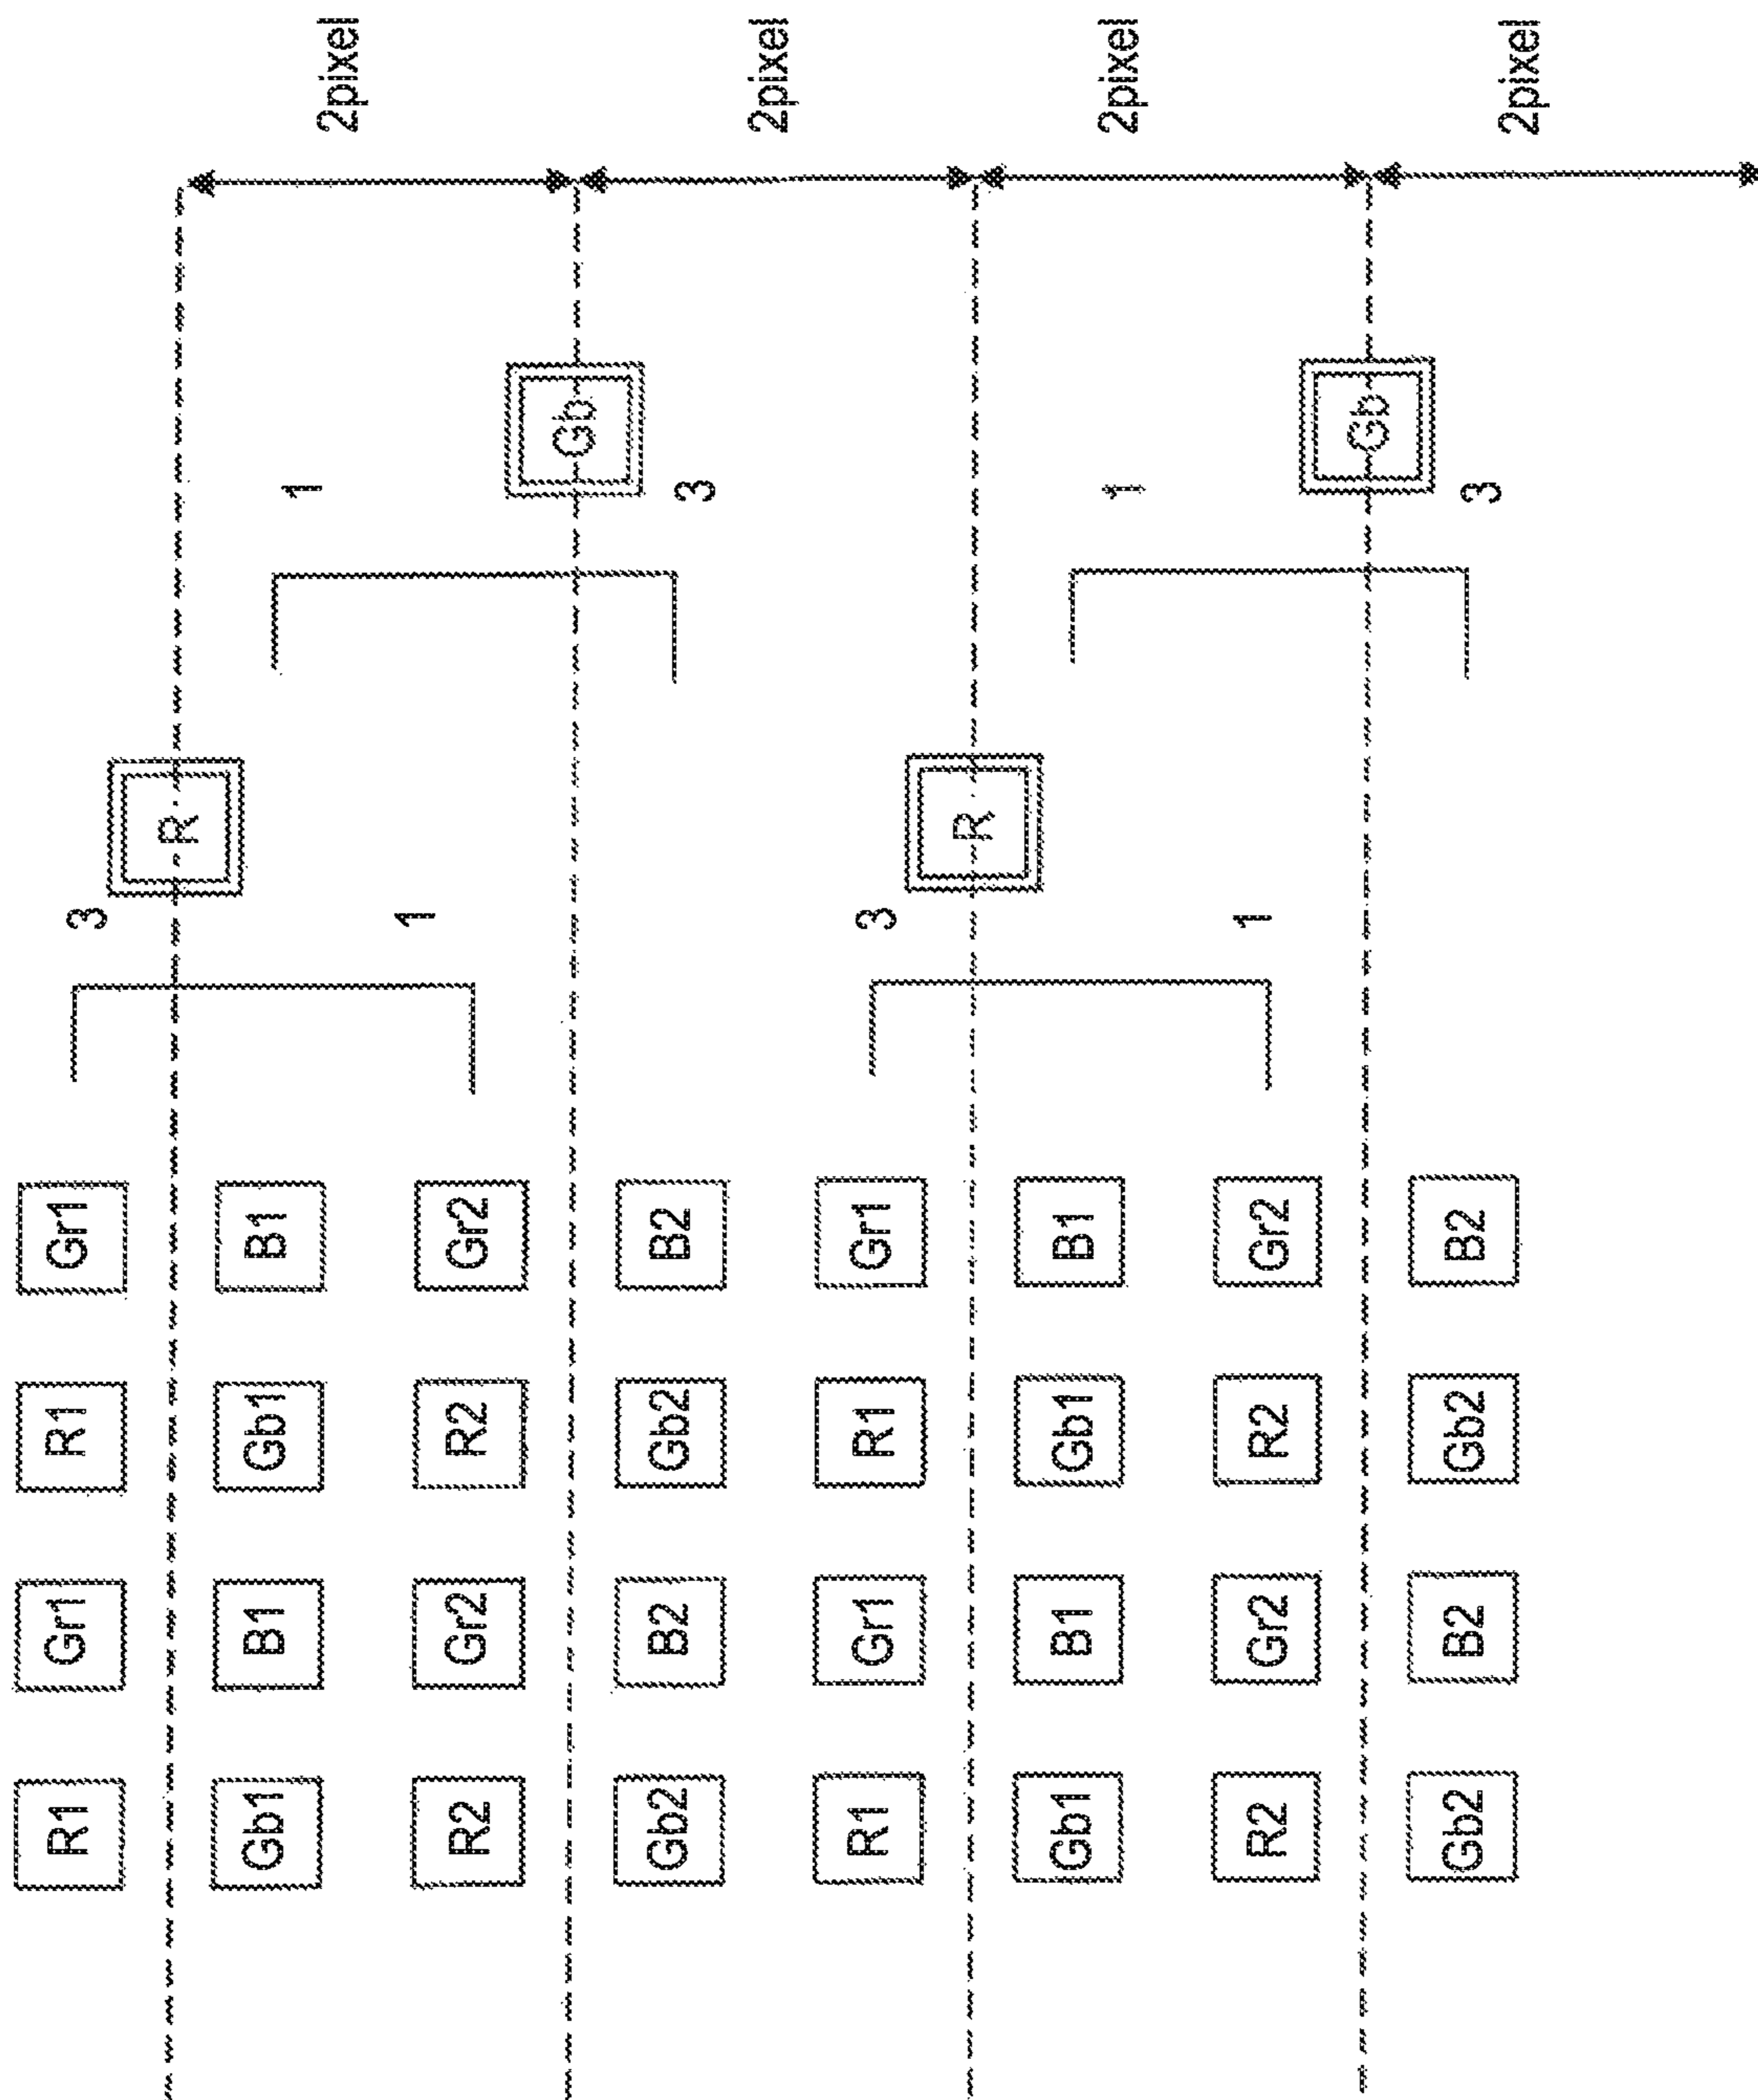 R1 Gr1 R1 Gr1 3
R
Gb1 B1 Gb1 B1 1
2pixel
R2 Gr2 R2 Gr2 1
Gb
Gb2 B2 Gb2 B2 3
2pixel
R1 Gr1 R1 Gr1 3
R
Gb1 B1 Gb1 B1 1
2pixel
R2 Gr2 R2 Gr2 1
Gb
Gb2 B2 Gb2 B2 3
2pixel